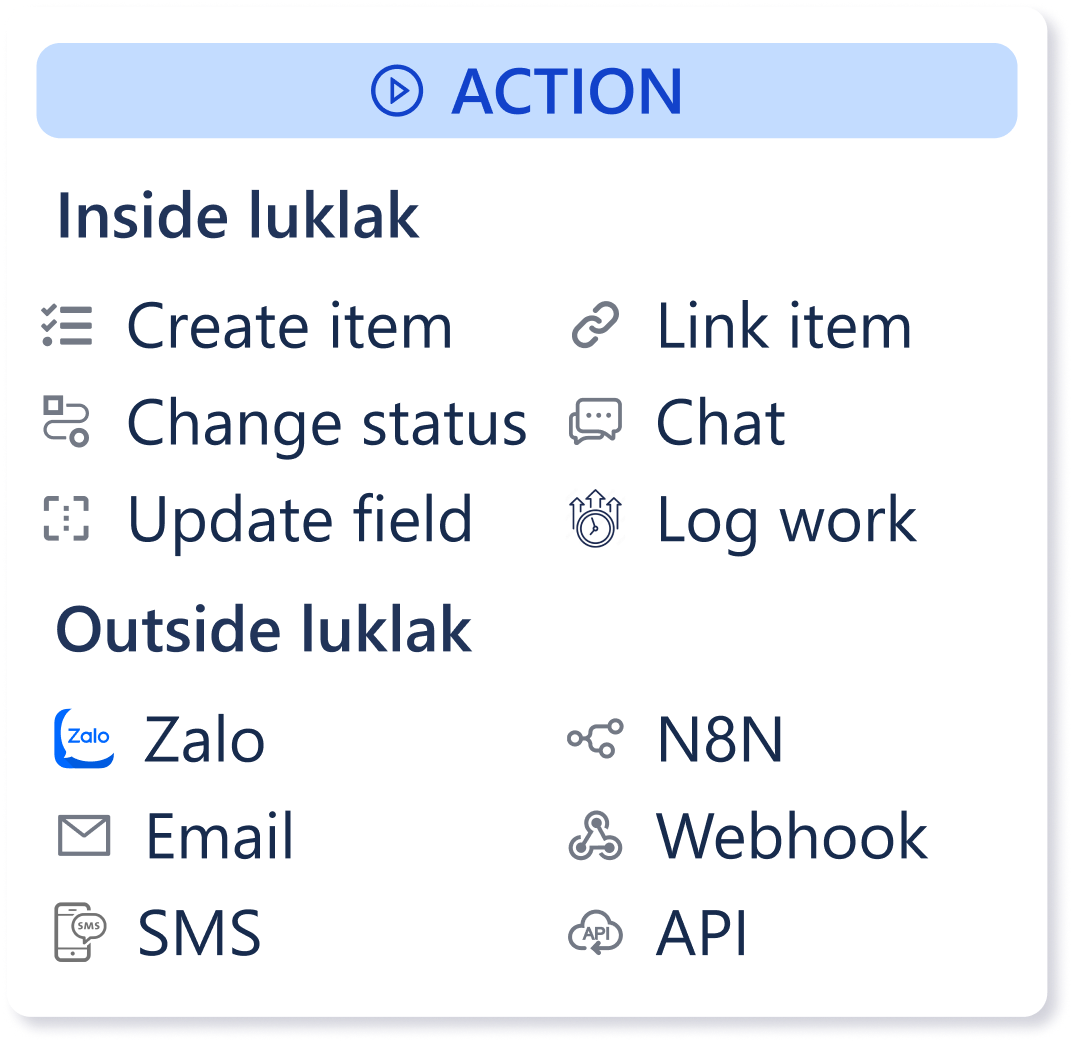 ACTION
Inside luklak
Create item
Link item
Change status
Chat
Update field
Log work
Outside luklak
Zalo Zalo
N8N
Email
Webhook
SMS SMS
API API